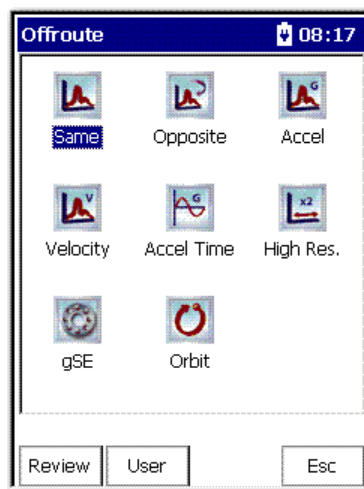 Offroute 08:17
Same Opposite Accel
Velocity Accel Time High Res.
gSE Orbit
Review User Esc